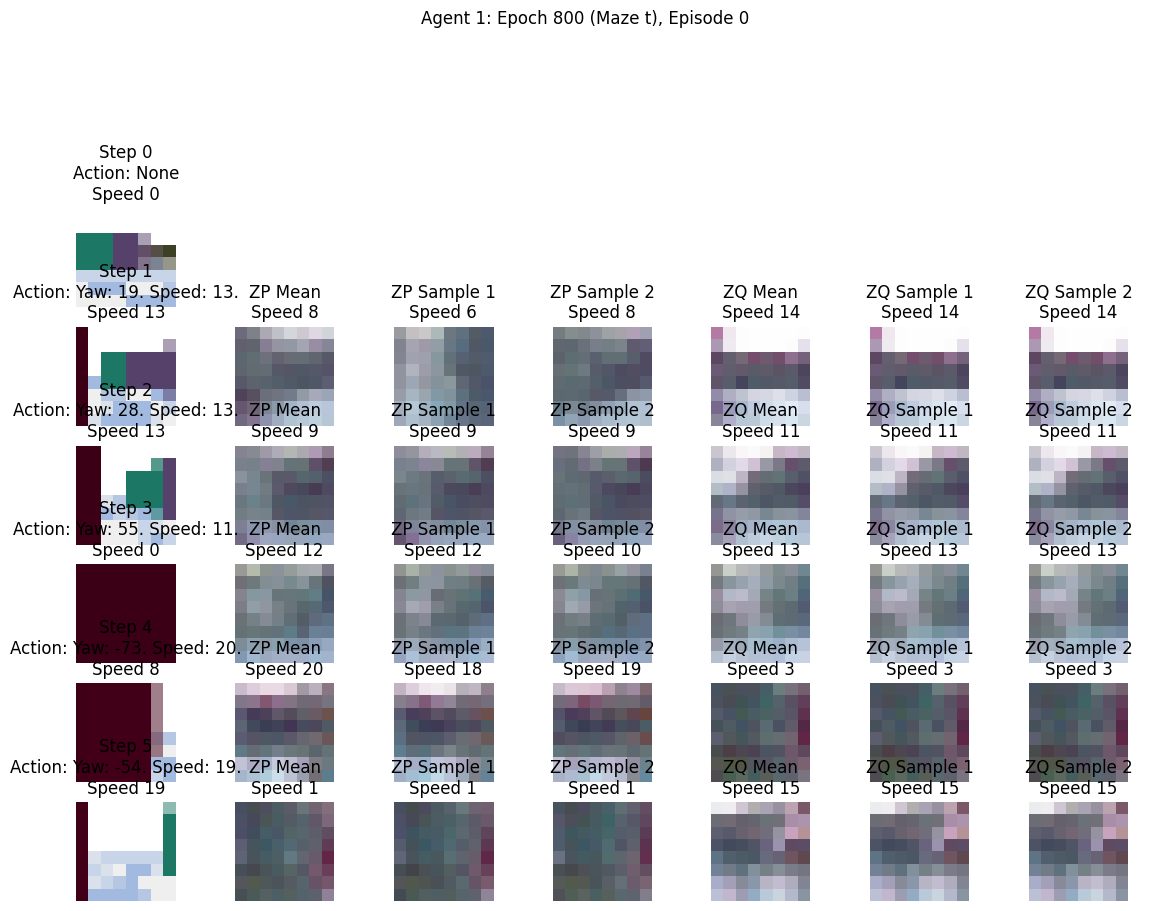 Agent 1: Epoch 800 (Maze t), Episode 0
Step 0
Action: None
Speed 0
Step 1
Action: Yaw: 19. Speed: 13.
Speed 13
ZP Mean
Speed 8
ZP Sample 1
Speed 6
ZP Sample 2
Speed 8
ZQ Mean
Speed 14
ZQ Sample 1
Speed 14
ZQ Sample 2
Speed 14
Step 2
Action: Yaw: 28. Speed: 13.
Speed 13
ZP Mean
Speed 9
ZP Sample 1
Speed 9
ZP Sample 2
Speed 9
ZQ Mean
Speed 11
ZQ Sample 1
Speed 11
ZQ Sample 2
Speed 11
Step 3
Action: Yaw: 55. Speed: 11.
Speed 0
ZP Mean
Speed 12
ZP Sample 1
Speed 12
ZP Sample 2
Speed 10
ZQ Mean
Speed 13
ZQ Sample 1
Speed 13
ZQ Sample 2
Speed 13
Step 4
Action: Yaw: -73. Speed: 20.
Speed 8
ZP Mean
Speed 20
ZP Sample 1
Speed 18
ZP Sample 2
Speed 19
ZQ Mean
Speed 3
ZQ Sample 1
Speed 3
ZQ Sample 2
Speed 3
Step 5
Action: Yaw: -54. Speed: 19.
Speed 19
ZP Mean
Speed 1
ZP Sample 1
Speed 1
ZP Sample 2
Speed 1
ZQ Mean
Speed 15
ZQ Sample 1
Speed 15
ZQ Sample 2
Speed 15